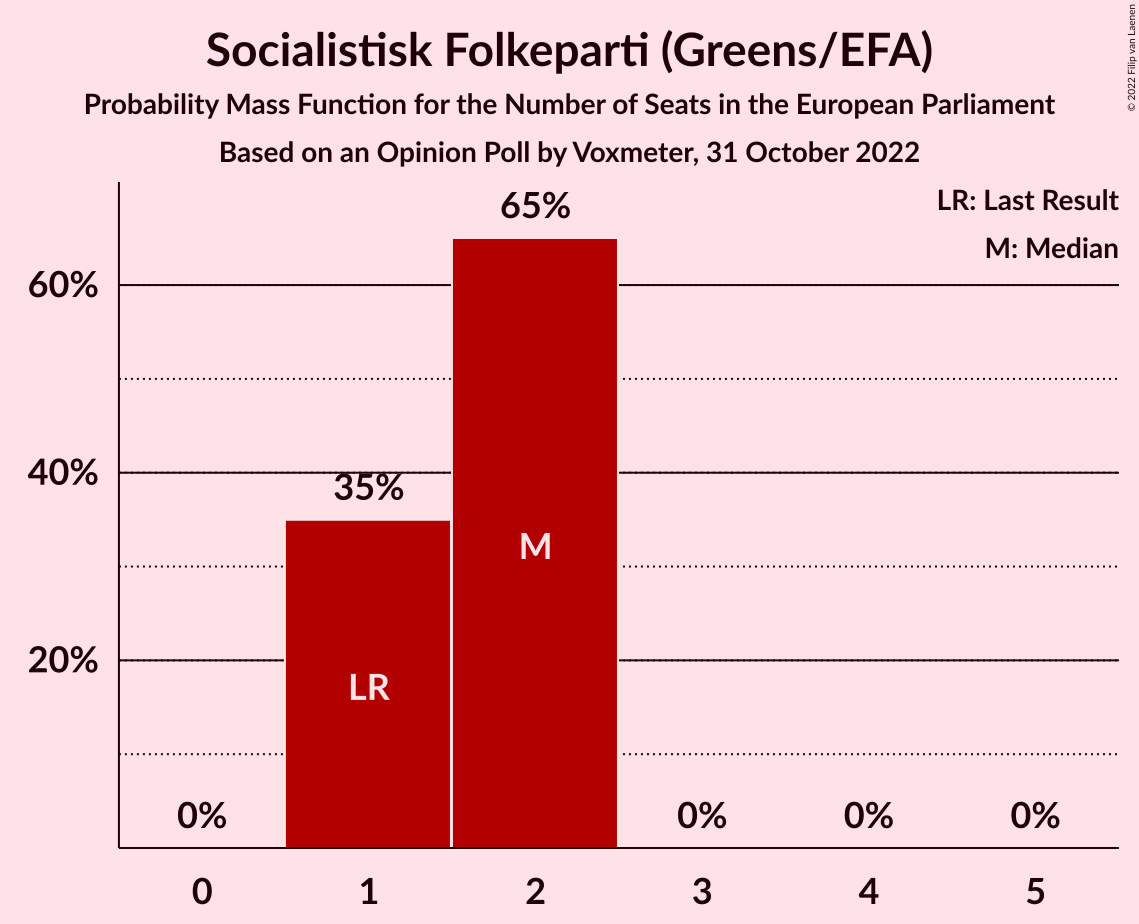 Socialistisk Folkeparti (Greens/EFA)
Probability Mass Function for the Number of Seats in the European Parliament
Based on an Opinion Poll by Voxmeter, 31 October 2022
© 2022 Filip van Laenen
LR: Last Result
M: Median
65%
60%
40%
35%
M
20%
LR
0%
0%
0%
0%
0
1
2
3
4
5